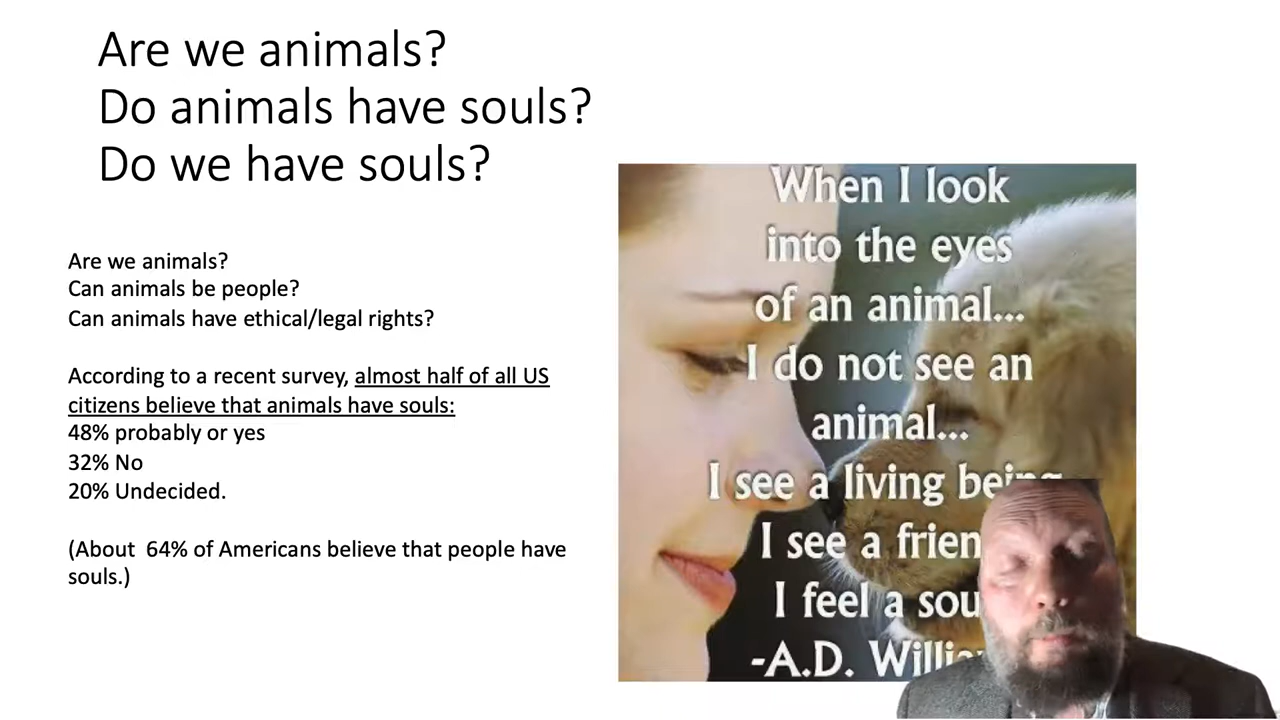 Are we animals?
Do animals have souls?
Do we have souls?
Are we animals?
Can animals be people?
Can animals have ethical/legal rights?
According to a recent survey, almost half of all US
citizens believe that animals have souls:
48% probably or yes
32% No
20% Undecided.
(About  64% of Americans believe that people have
souls.)
When I look
into the eyes
of an animal...
I do not see an
animal...
I see a living being
I see a
I feel a
-A.D.